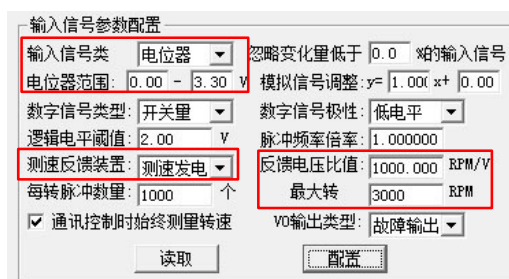 输入信号参数配置
输入信号类 电位器 忽略变化量低于 0.0 %的输入信号
电位器范围: 0.00 - 3.30 V 模拟信号调整:y= 1.00( x+ 0.00
数字信号类型: 开关量 数字信号极性: 低电平
逻辑电平阈值: 2.00 V 脉冲频率倍率: 1.000000
测速反馈装置: 测速发电 反馈电压比值: 1000.000 RPM/V
每转脉冲数量: 1000 个 最大转 3000 RPM
通讯控制时始终测量转速 VO输出类型: 故障输出
读取 配置